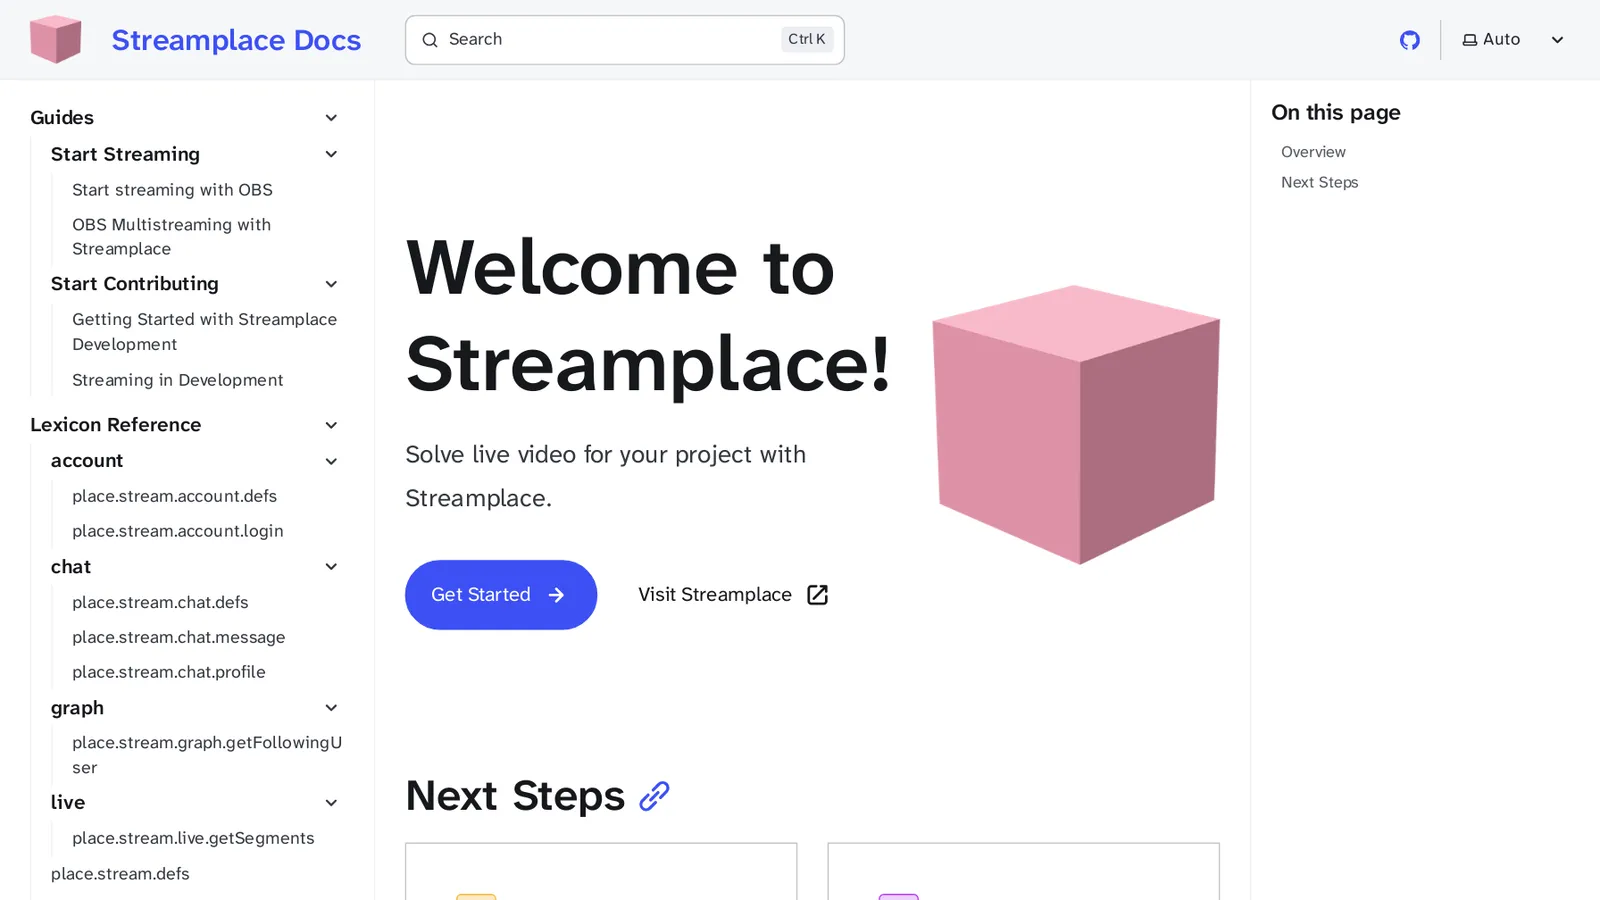 Streamplace Docs
Search
Ctrl K
Auto
Guides
Start Streaming
Start streaming with OBS
OBS Multistreaming with
Streamplace
Start Contributing
Getting Started with Streamplace
Development
Streaming in Development
Lexicon Reference
account
place.stream.account.defs
place.stream.account.login
chat
place.stream.chat.defs
place.stream.chat.message
place.stream.chat.profile
graph
place.stream.graph.getFollowingU
ser
live
place.stream.live.getSegments
place.stream.defs
Welcome to
Streamplace!
Solve live video for your project with
Streamplace.
Get Started
Visit Streamplace
Next Steps
On this page
Overview
Next Steps